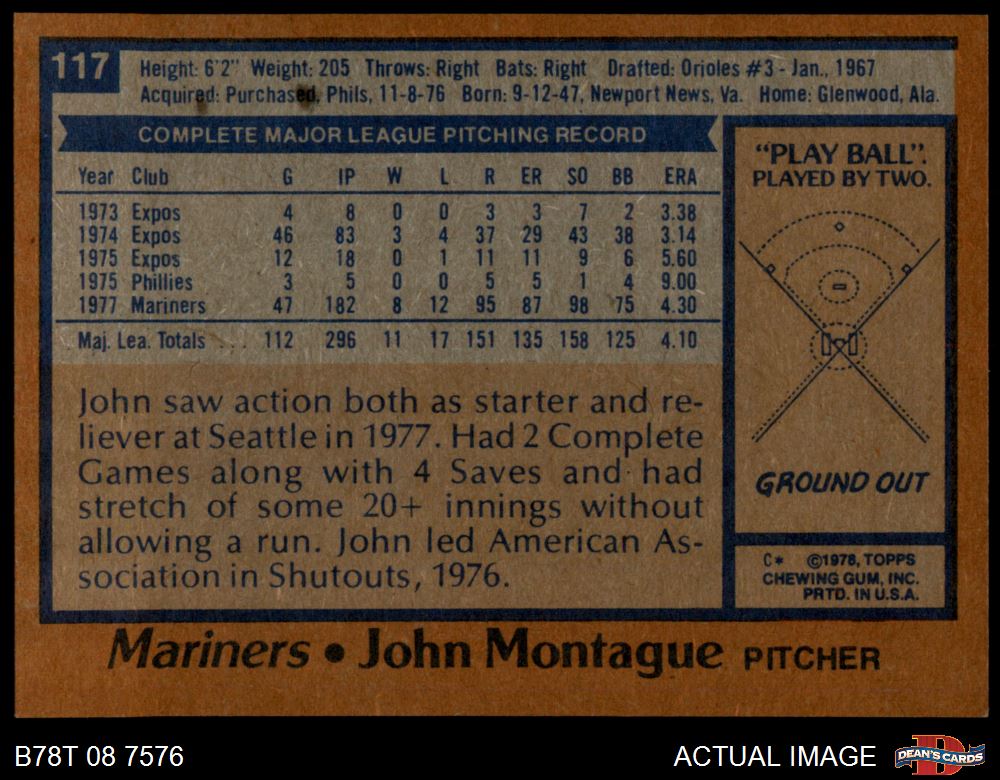 117
Height: 6'2" Weight: 205 Throws: Right Bats: Right Drafted: Orioles #3 - Jan., 1967
Acquired: Purchased, Phils, 11-8-76 Born: 9-12-47, Newport News, Va. Home: Glenwood, Ala.
COMPLETE MAJOR LEAGUE PITCHING RECORD
Year Club G IP W L R ER SO BB ERA
1973 Expos 4 8 0 0 3 3 7 2 3.38
1974 Expos 46 83 3 4 37 29 43 38 3.14
1975 Expos 12 18 0 1 11 11 9 6 5.60
1975 Phillies 3 5 0 0 5 5 1 4 9.00
1977 Mariners 47 182 8 12 95 87 98 75 4.30
Maj. Lea. Totals ... 112 296 11 17 151 135 158 125 4.10
John saw action both as starter and re-
liever at Seattle in 1977. Had 2 Complete
Games along with 4 Saves and had
stretch of some 20+ innings without
allowing a run. John led American As-
sociation in Shutouts, 1976.
"PLAY BALL".
PLAYED BY TWO.
GROUND OUT
C* ©1978, TOPPS
CHEWING GUM, INC.
PRTD. IN U.S.A.
Mariners • John Montague PITCHER
B78T 08 7576
ACTUAL IMAGE
DEAN'S CARDS